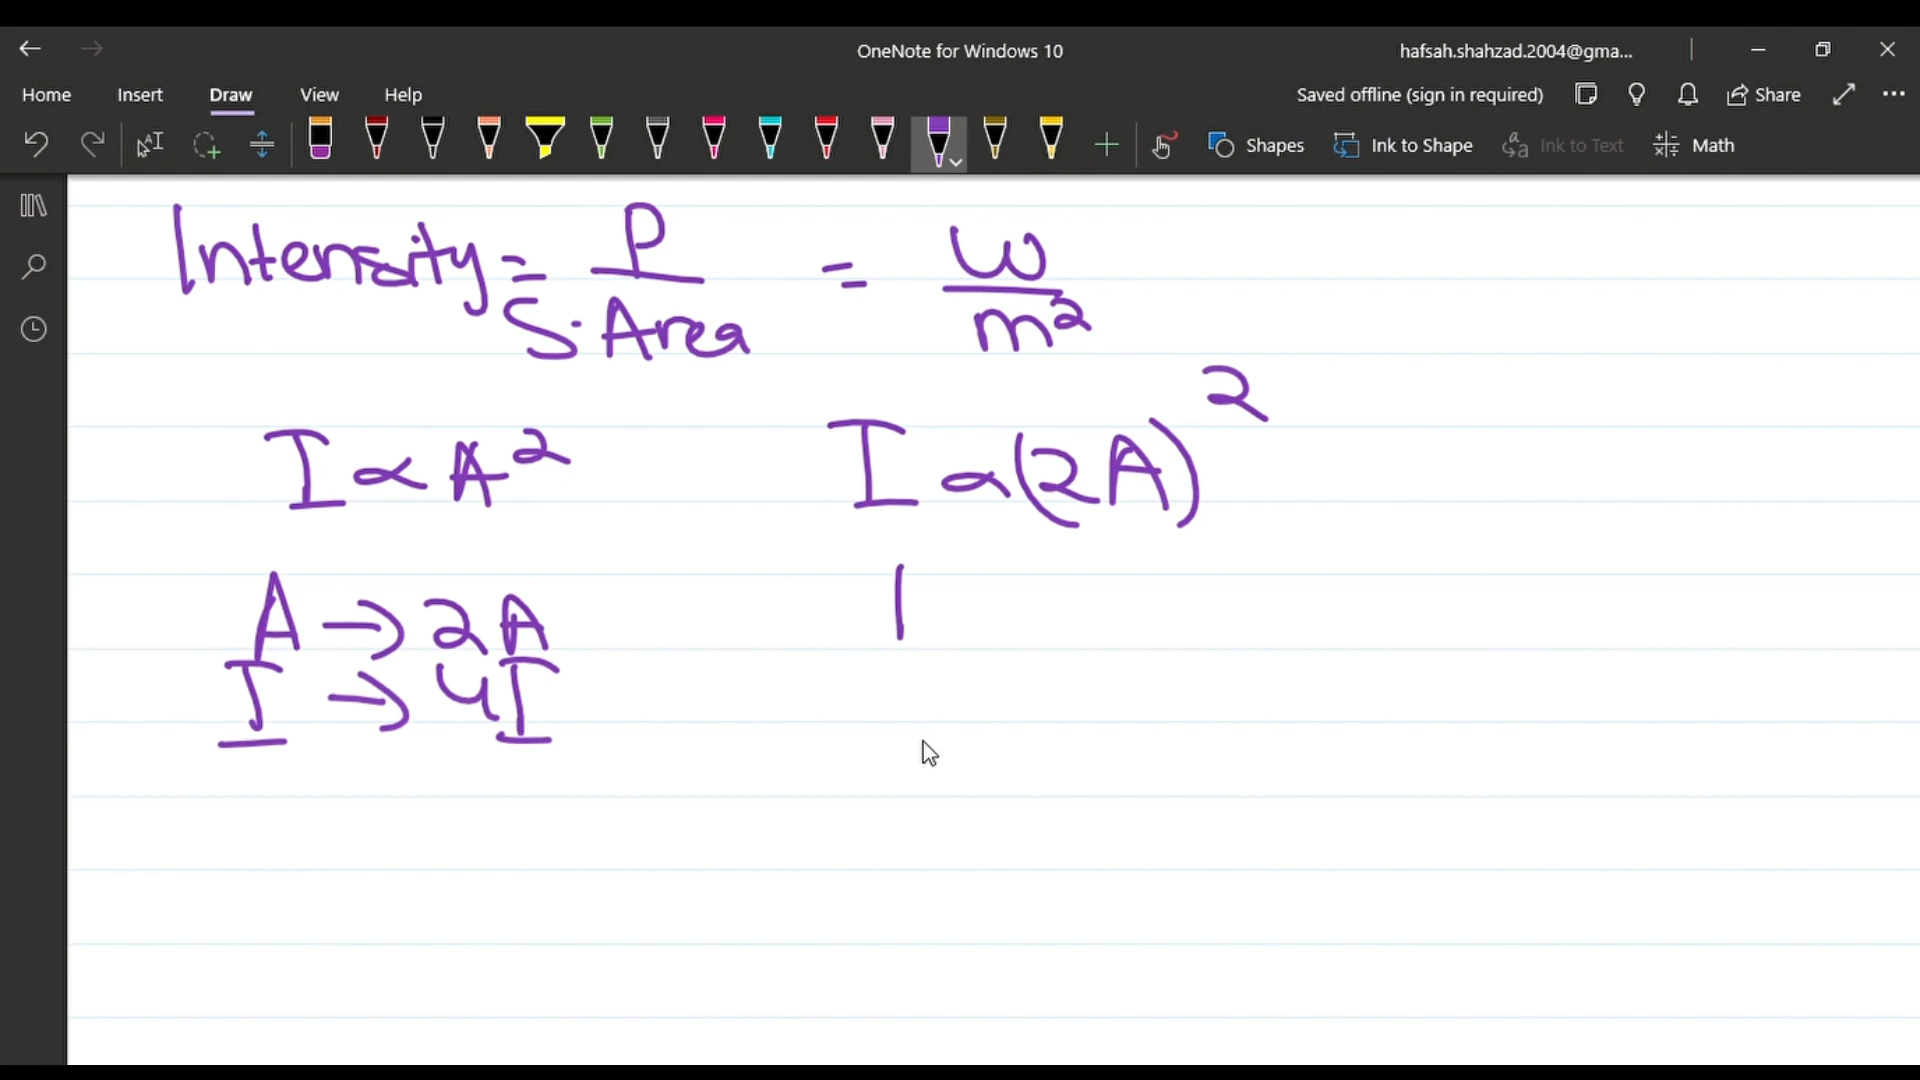 OneNote for Windows 10
hafsah.shahzad.2004@gma...
Home Insert Draw View Help
Saved offline (sign in required) Share
Shapes Ink to Shape Ink to Text Math
Intensity = P / S. Area = W / m²
I ∝ A² I ∝ (2A)²
A → 2A I
I → 4I